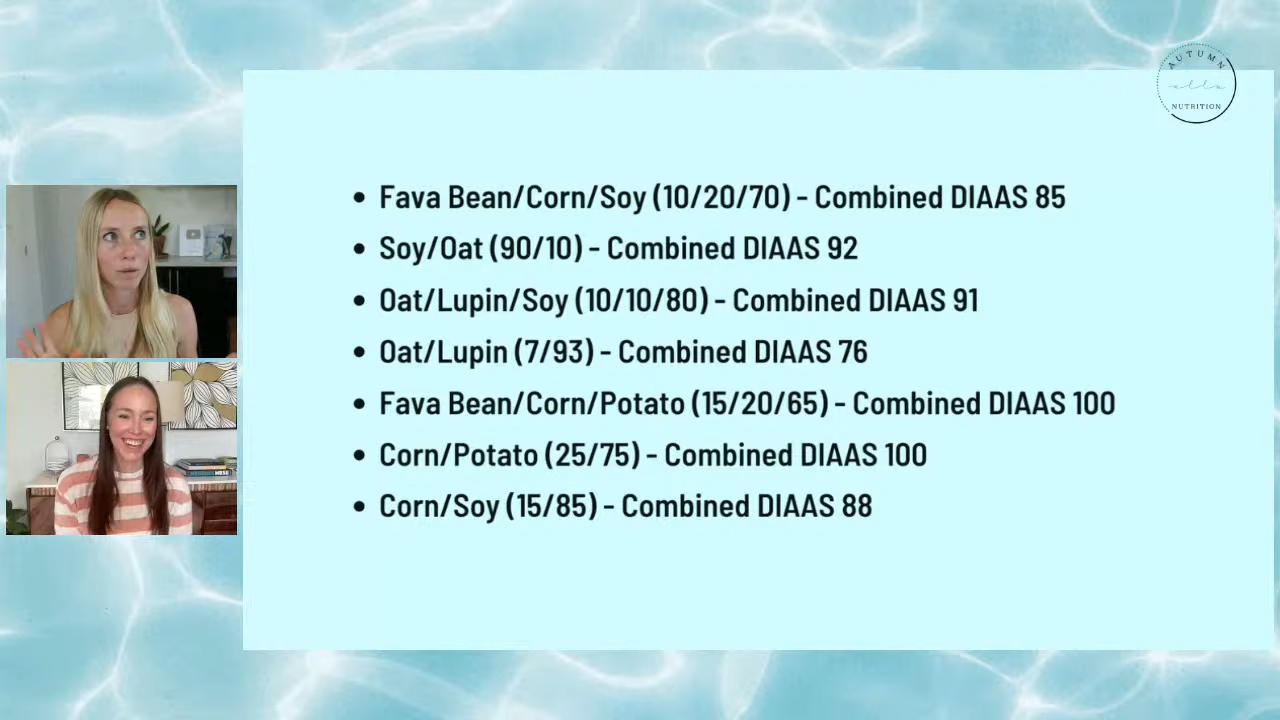 AUTUMN
elle
NUTRITION
• Fava Bean/Corn/Soy (10/20/70) - Combined DIAAS 85
• Soy/Oat (90/10) - Combined DIAAS 92
• Oat/Lupin/Soy (10/10/80) - Combined DIAAS 91
• Oat/Lupin (7/93) - Combined DIAAS 76
• Fava Bean/Corn/Potato (15/20/65) - Combined DIAAS 100
• Corn/Potato (25/75) - Combined DIAAS 100
• Corn/Soy (15/85) - Combined DIAAS 88